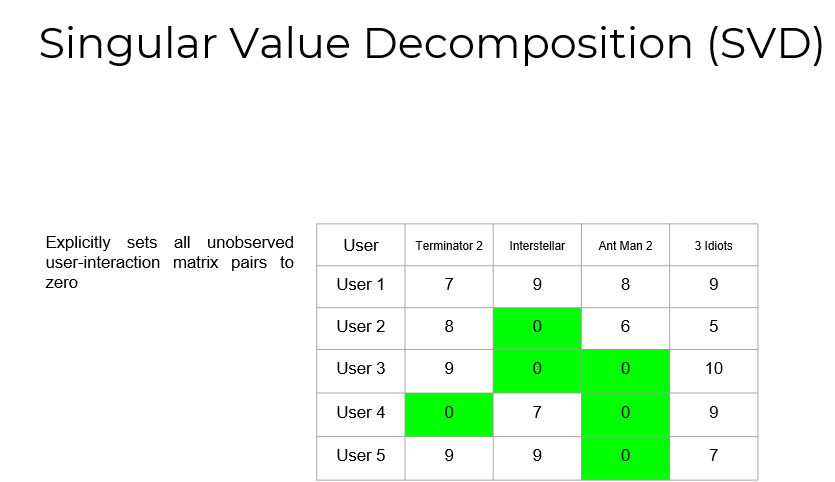 Singular Value Decomposition (SVD)
Explicitly sets all unobserved
user-interaction matrix pairs to
zero
User Terminator 2 Interstellar Ant Man 2 3 Idiots
User 1 7 9 8 9
User 2 8 0 6 5
User 3 9 0 0 10
User 4 0 7 0 9
User 5 9 9 0 7